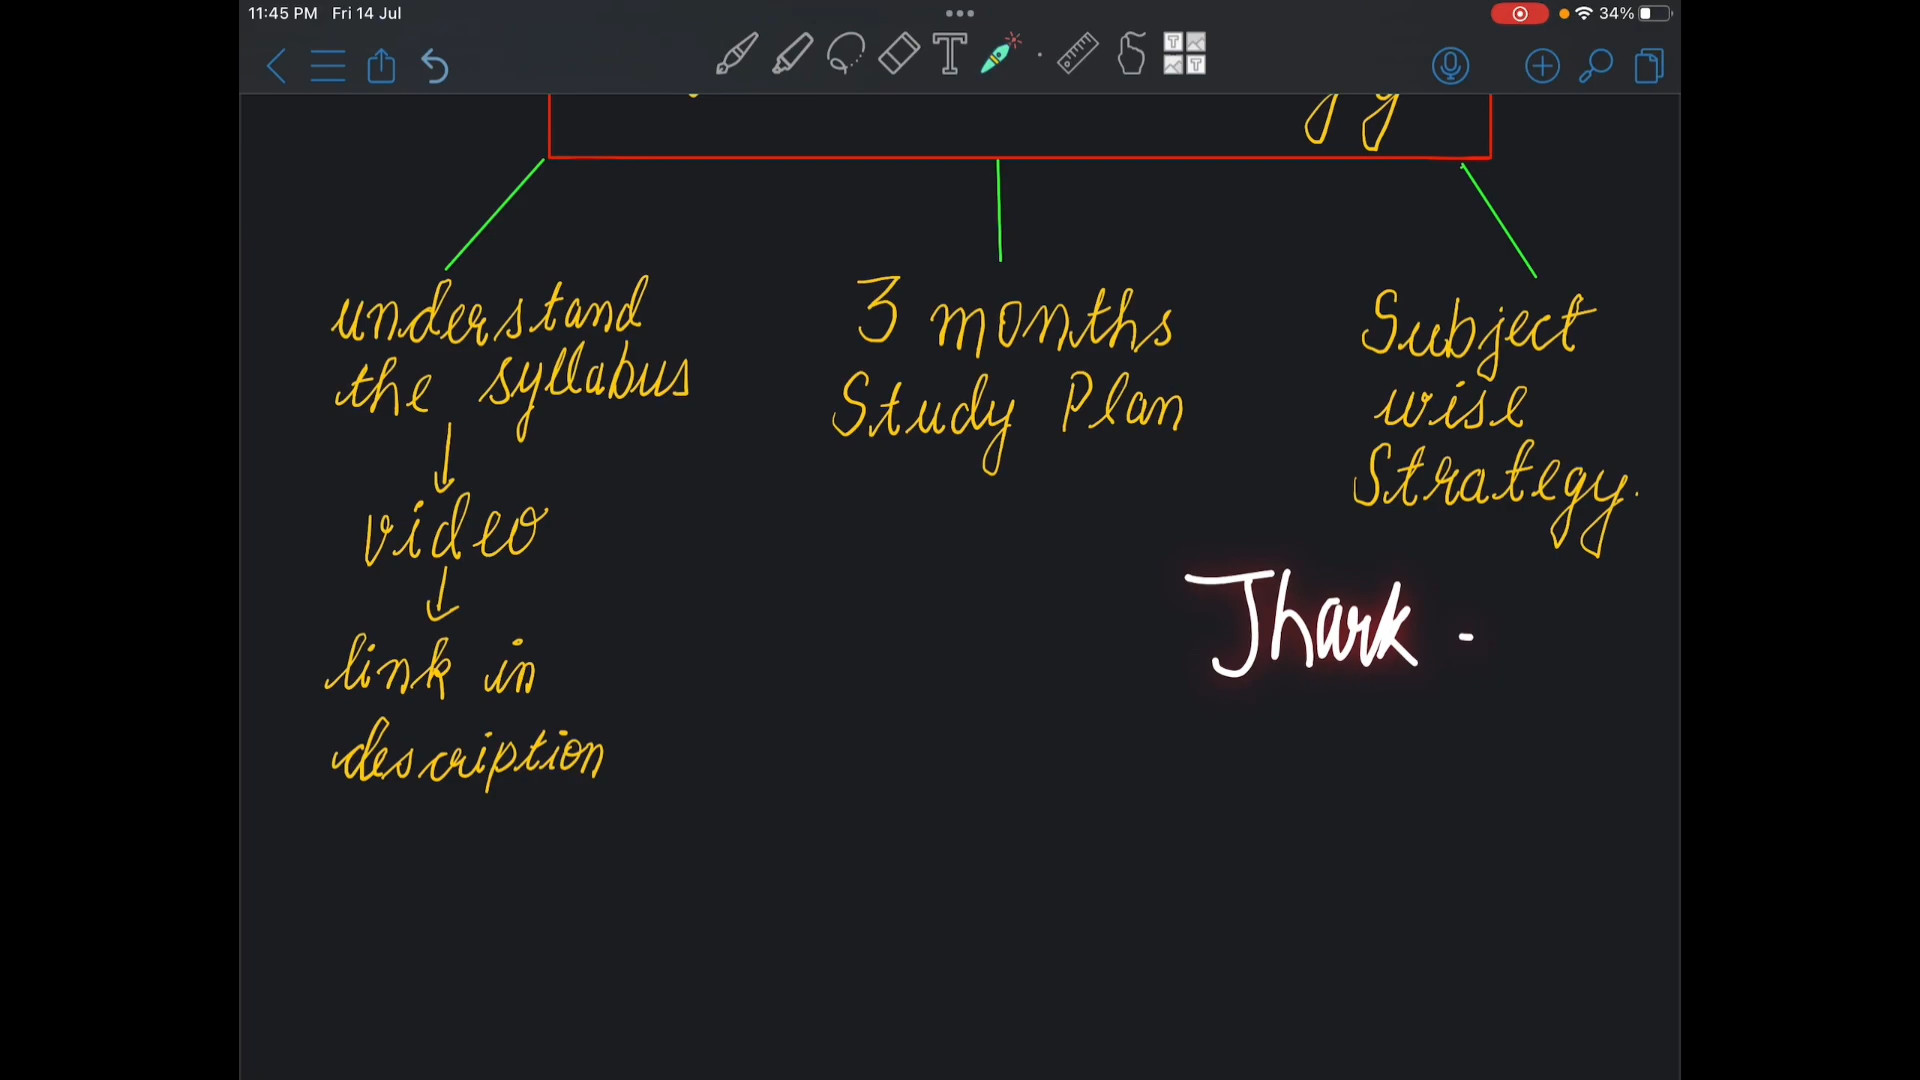 11:45 PM Fri 14 Jul
34%
understand
the syllabus
video
link in
description
3 months
Study Plan
Subject
wise
Strategy.
Jhark -